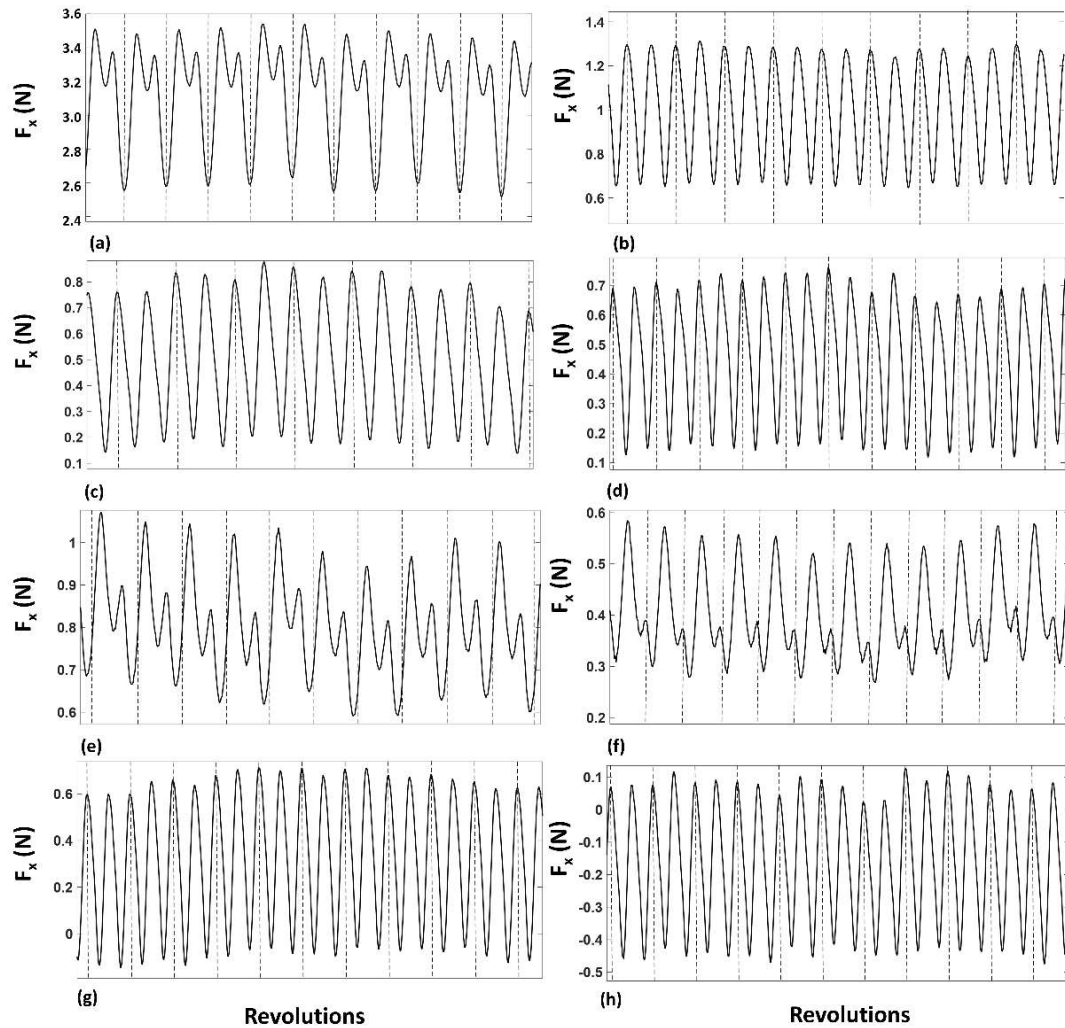 3.6
3.4
3.2
3.0
2.8
2.6
2.4
F_x (N)
(a)
1.4
1.2
1
0.8
0.6
F_x (N)
(b)
0.8
0.7
0.6
0.5
0.4
0.3
0.2
0.1
F_x (N)
(c)
0.7
0.6
0.5
0.4
0.3
0.2
0.1
F_x (N)
(d)
1
0.9
0.8
0.7
0.6
F_x (N)
(e)
0.6
0.5
0.4
0.3
0.2
F_x (N)
(f)
0.6
0.4
0.2
0
F_x (N)
(g)
Revolutions
0.1
0
-0.1
-0.2
-0.3
-0.4
-0.5
F_x (N)
(h)
Revolutions